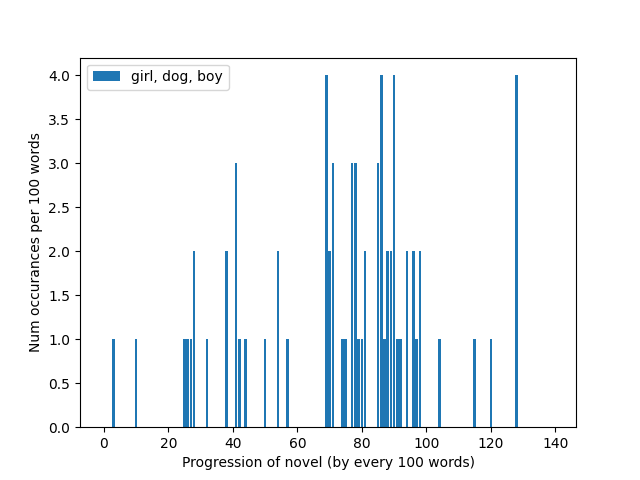 girl, dog, boy
4.0
3.5
3.0
2.5
2.0
1.5
1.0
0.5
0.0
Num occurances per 100 words
0 20 40 60 80 100 120 140
Progression of novel (by every 100 words)